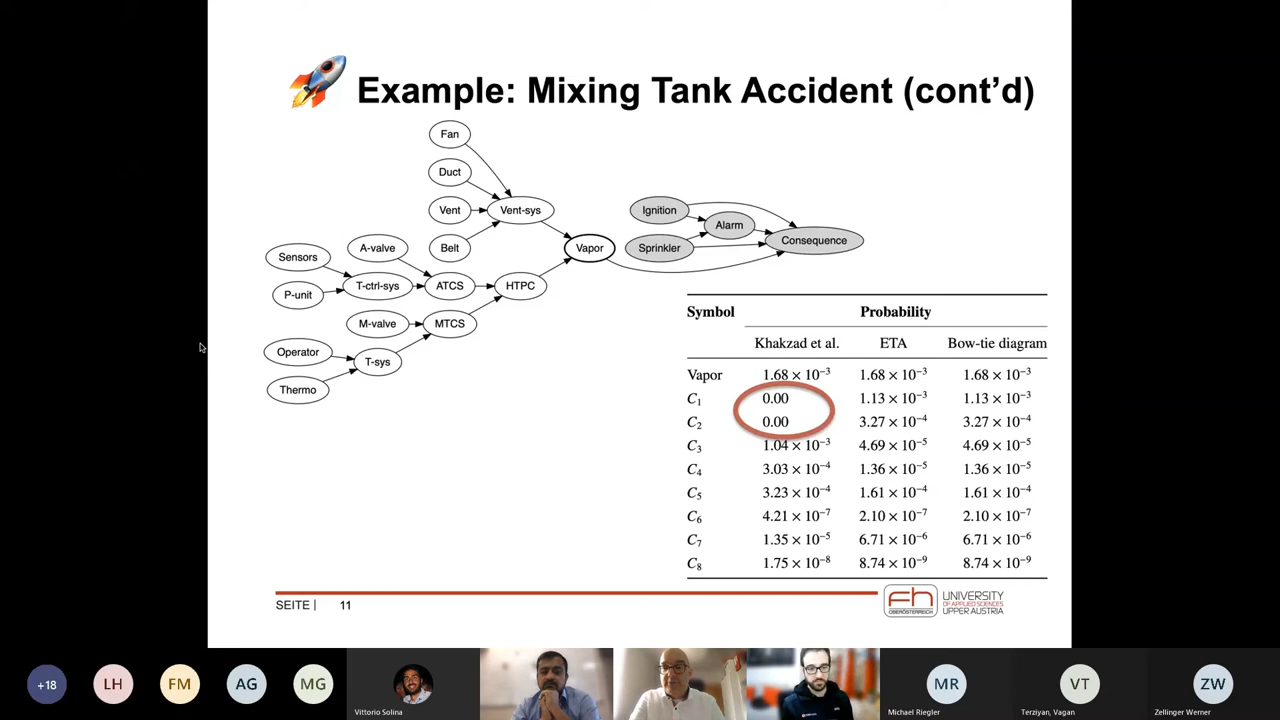 Example: Mixing Tank Accident (cont’d)
Fan
Duct
Vent
Belt
Vent-sys
Vapor
Ignition
Sprinkler
Alarm
Consequence
A-valve
Sensors
P-unit
T-ctrl-sys
ATCS
HTPC
M-valve
MTCS
Operator
T-sys
Thermo
Symbol Probability
Khakzad et al. ETA Bow-tie diagram
Vapor 1.68 × 10⁻³ 1.68 × 10⁻³ 1.68 × 10⁻³
C₁ 0.00 1.13 × 10⁻³ 1.13 × 10⁻³
C₂ 0.00 3.27 × 10⁻⁴ 3.27 × 10⁻⁴
C₃ 1.04 × 10⁻³ 4.69 × 10⁻⁵ 4.69 × 10⁻⁵
C₄ 3.03 × 10⁻⁴ 1.36 × 10⁻⁵ 1.36 × 10⁻⁵
C₅ 3.23 × 10⁻⁴ 1.61 × 10⁻⁴ 1.61 × 10⁻⁴
C₆ 4.21 × 10⁻⁷ 2.10 × 10⁻⁷ 2.10 × 10⁻⁷
C₇ 1.35 × 10⁻⁵ 6.71 × 10⁻⁶ 6.71 × 10⁻⁶
C₈ 1.75 × 10⁻⁸ 8.74 × 10⁻⁹ 8.74 × 10⁻⁹
SEITE | 11
fh
OBERÖSTERREICH
UNIVERSITY
OF APPLIED SCIENCES
UPPER AUSTRIA
+18
LH
FM
AG
MG
Vittorio Solina
MR
Michael Riegler
VT
Terziyan, Vagan
ZW
Zellinger Werner